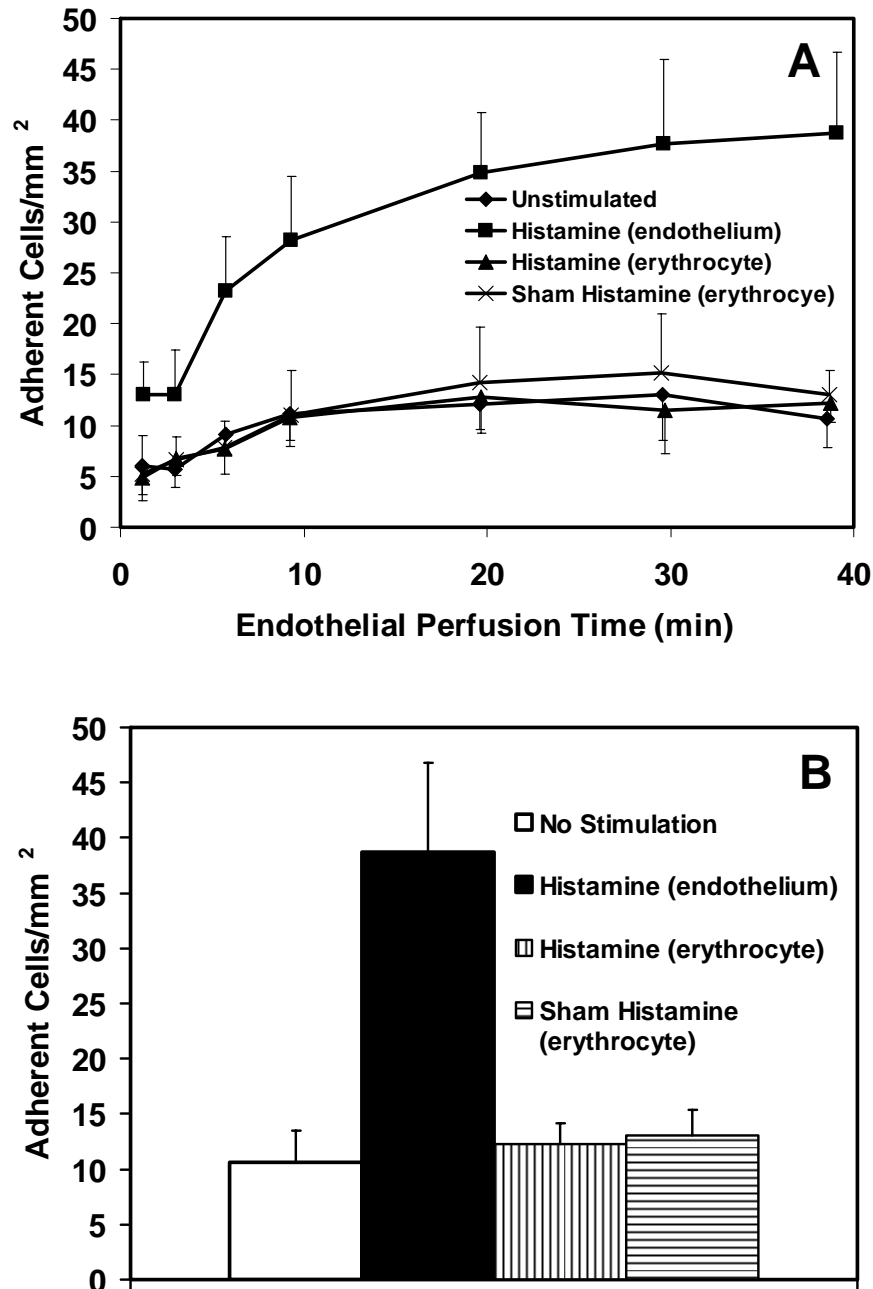 50
45
40
35
30
25
20
15
10
5
0
Adherent Cells/mm 2
A
Unstimulated
Histamine (endothelium)
Histamine (erythrocyte)
Sham Histamine (erythrocye)
0 10 20 30 40
Endothelial Perfusion Time (min)
50
45
40
35
30
25
20
15
10
5
0
Adherent Cells/mm 2
B
No Stimulation
Histamine (endothelium)
Histamine (erythrocyte)
Sham Histamine
(erythrocyte)